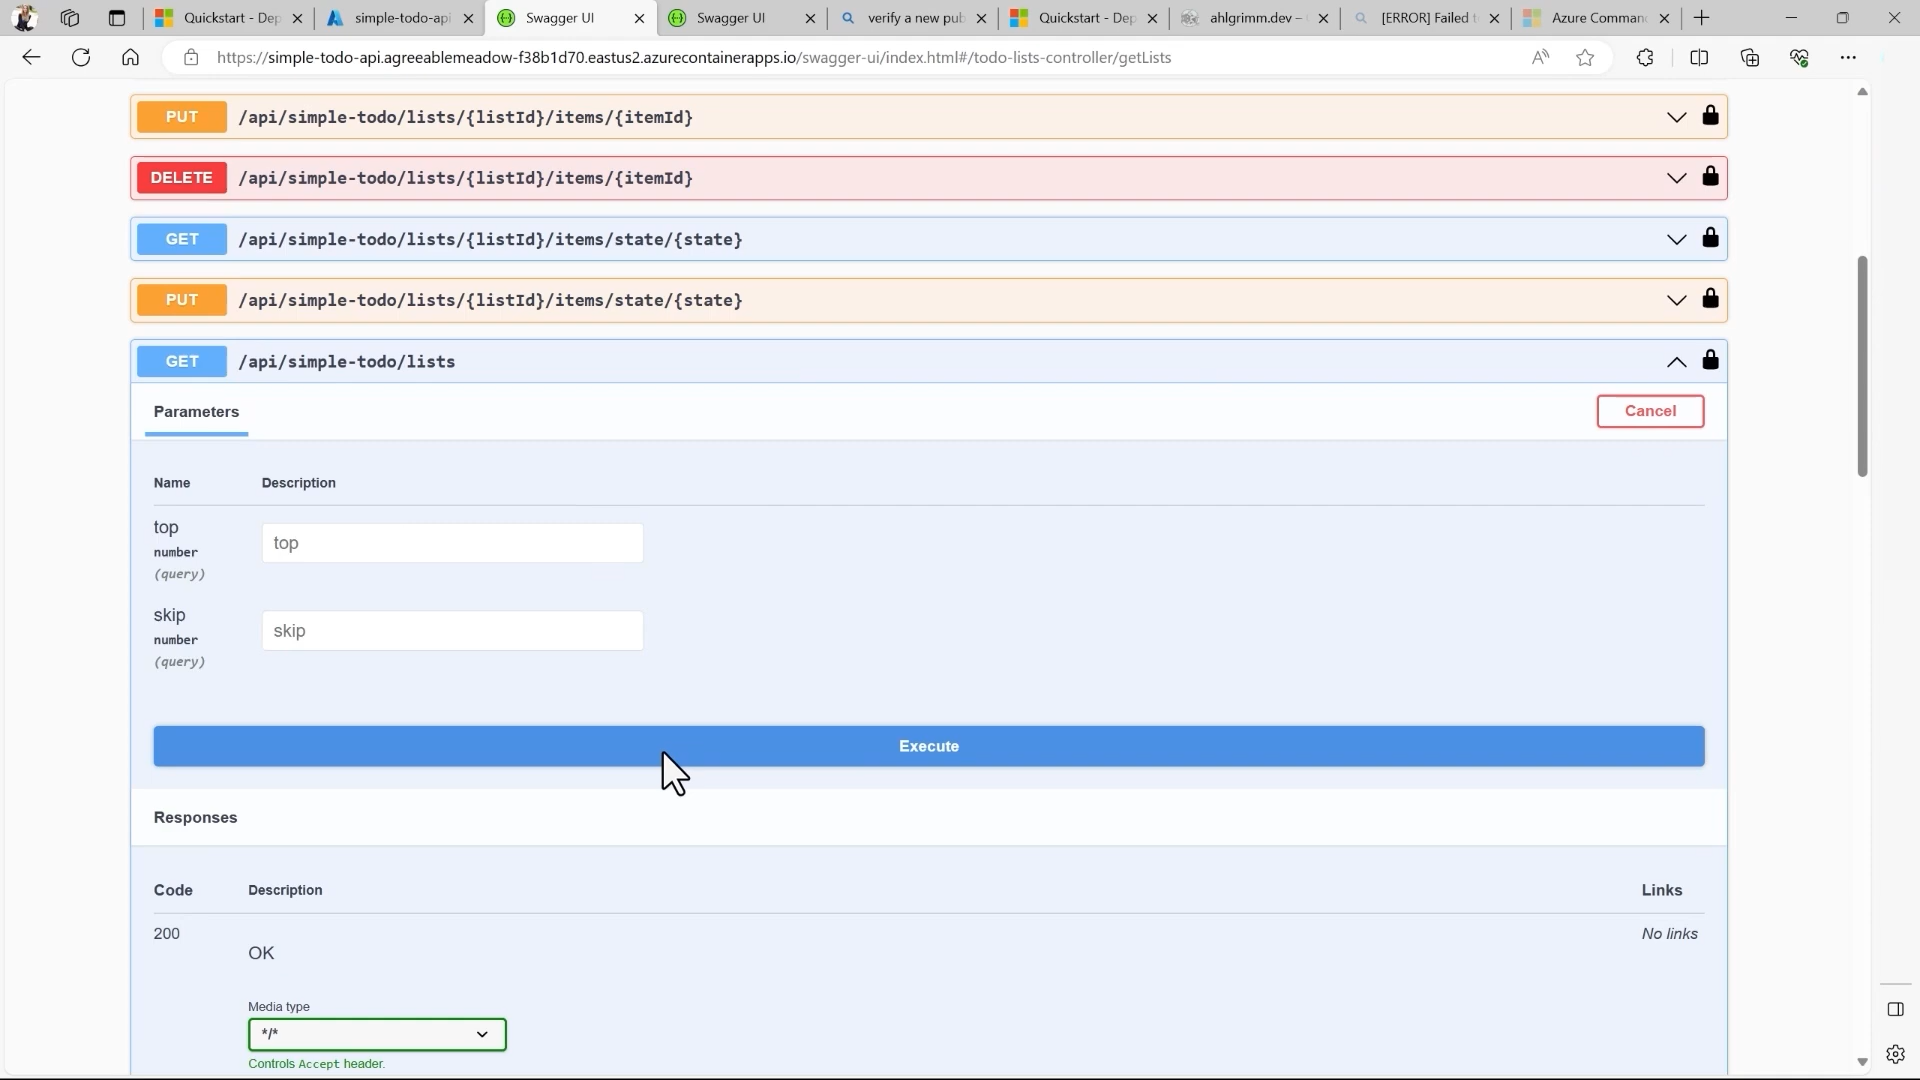 Quickstart - Dep
simple-todo-api
Swagger UI
Swagger UI
verify a new pub
Quickstart - Dep
ahlgrimm.dev –
[ERROR] Failed t
Azure Comman
https://simple-todo-api.agreeablemeadow-f38b1d70.eastus2.azurecontainerapps.io/swagger-ui/index.html#/todo-lists-controller/getLists
PUT /api/simple-todo/lists/{listId}/items/{itemId}
DELETE /api/simple-todo/lists/{listId}/items/{itemId}
GET /api/simple-todo/lists/{listId}/items/state/{state}
PUT /api/simple-todo/lists/{listId}/items/state/{state}
GET /api/simple-todo/lists
Parameters
Cancel
Name Description
top
number
(query)
top
skip
number
(query)
skip
Execute
Responses
Code Description Links
200
OK
No links
Media type
*/*
Controls Accept header.